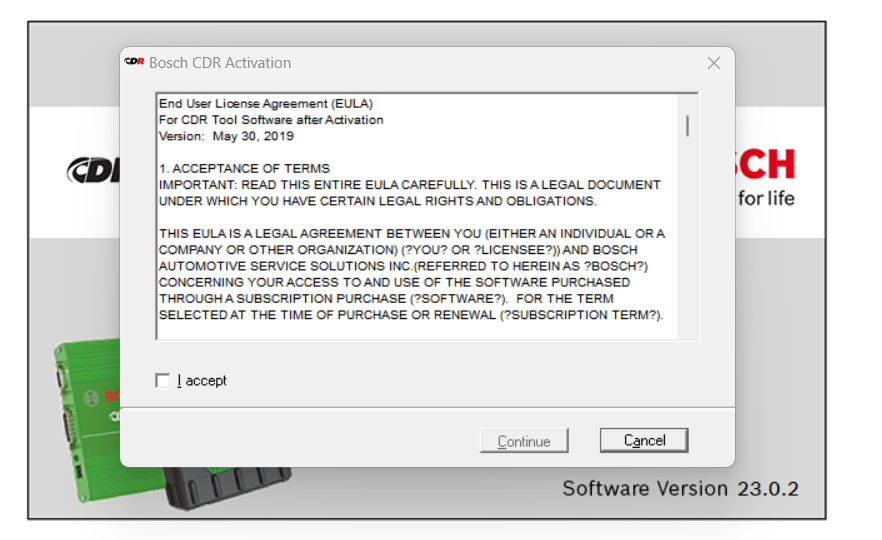 CDR Bosch CDR Activation
End User License Agreement (EULA)
For CDR Tool Software after Activation
Version: May 30, 2019
1. ACCEPTANCE OF TERMS
IMPORTANT: READ THIS ENTIRE EULA CAREFULLY. THIS IS A LEGAL DOCUMENT
UNDER WHICH YOU HAVE CERTAIN LEGAL RIGHTS AND OBLIGATIONS.
THIS EULA IS A LEGAL AGREEMENT BETWEEN YOU (EITHER AN INDIVIDUAL OR A
COMPANY OR OTHER ORGANIZATION) (?YOU? OR ?LICENSEE?)) AND BOSCH
AUTOMOTIVE SERVICE SOLUTIONS INC.(REFERRED TO HEREIN AS ?BOSCH?)
CONCERNING YOUR ACCESS TO AND USE OF THE SOFTWARE PURCHASED
THROUGH A SUBSCRIPTION PURCHASE (?SOFTWARE?). FOR THE TERM
SELECTED AT THE TIME OF PURCHASE OR RENEWAL (?SUBSCRIPTION TERM?).
CD
CH
for life
I accept
Continue
Cancel
Software Version 23.0.2